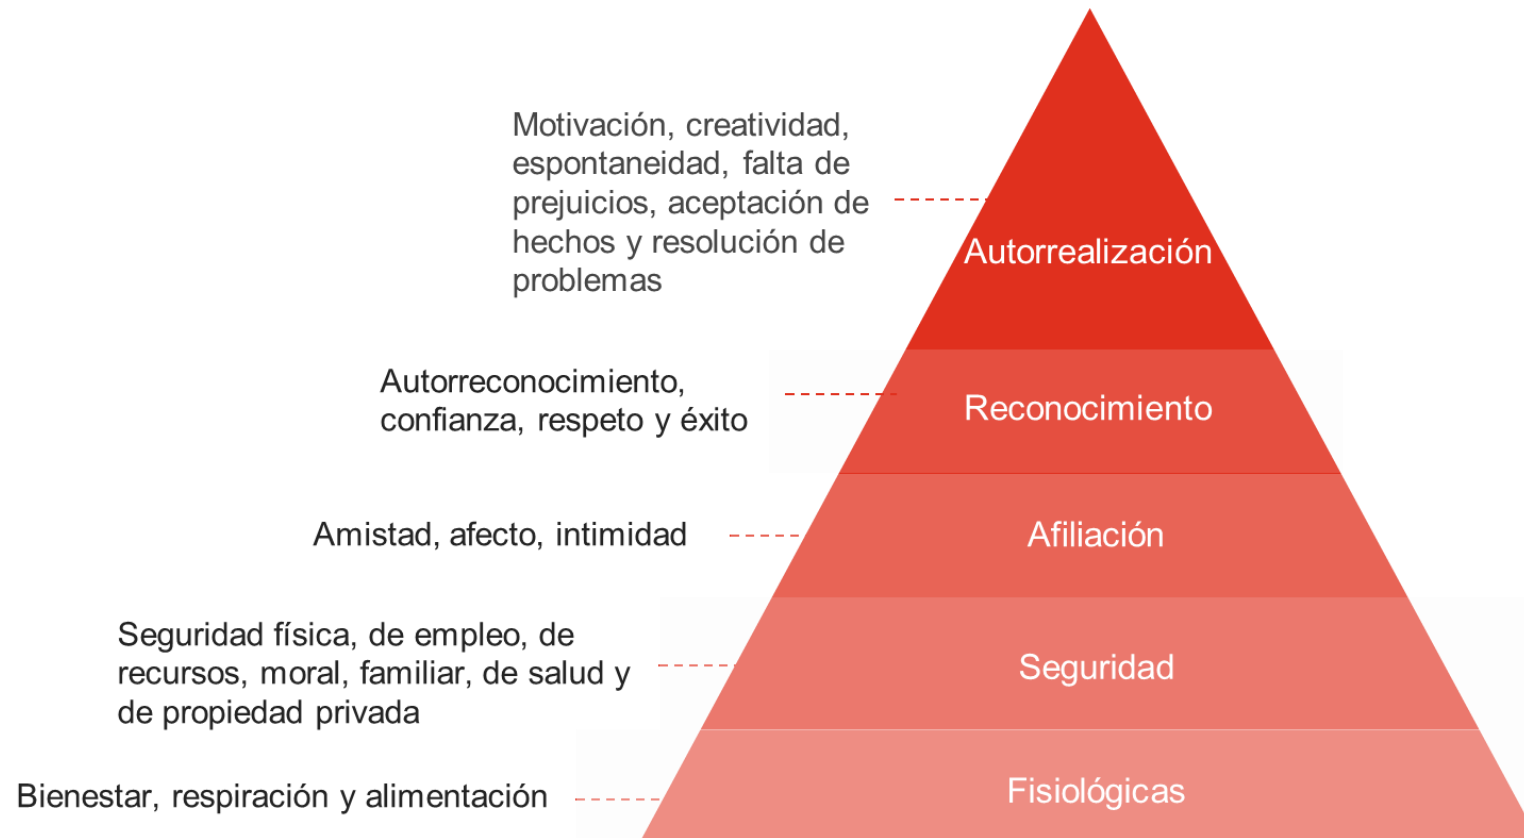 Motivación, creatividad,
espontaneidad, falta de
prejuicios, aceptación de
hechos y resolución de
problemas
Autorrealización
Autorreconocimiento,
confianza, respeto y éxito
Reconocimiento
Amistad, afecto, intimidad
Afiliación
Seguridad física, de empleo, de
recursos, moral, familiar, de salud y
de propiedad privada
Seguridad
Bienestar, respiración y alimentación
Fisiológicas